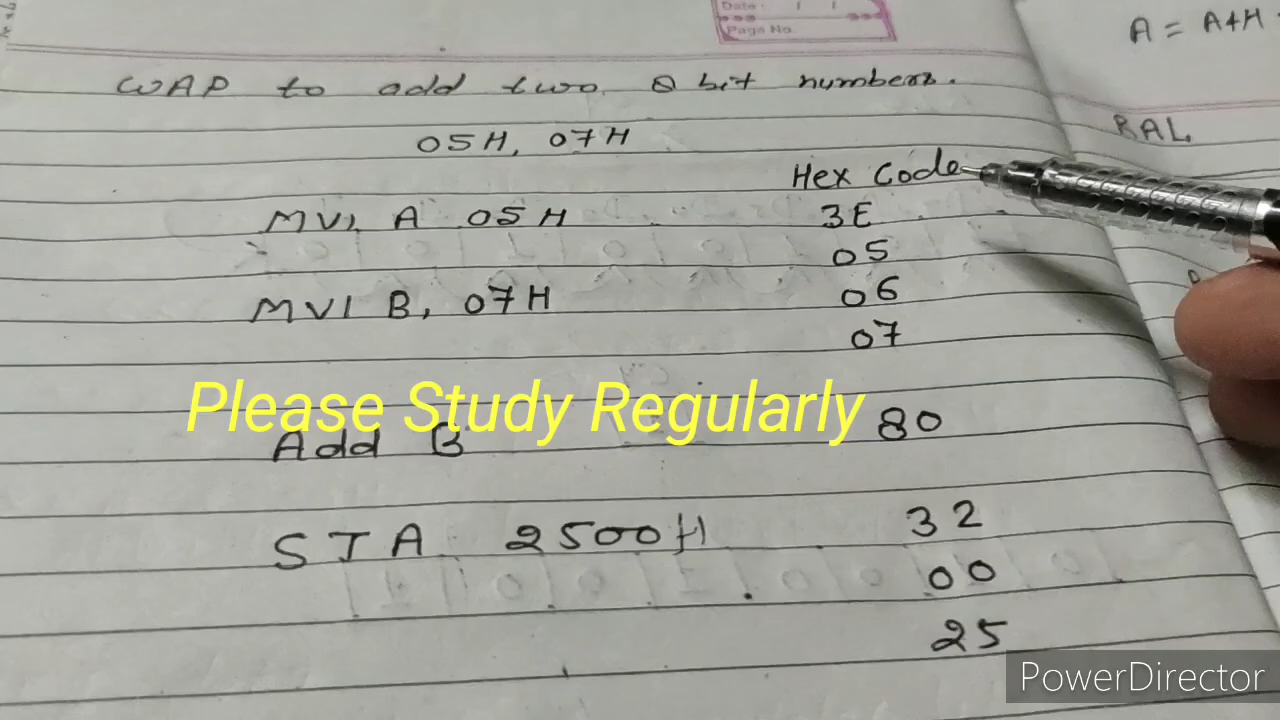 Date :
Page No.
A = A+H
WAP to add two 8 bit numbers.
05H, 07H
RAL
Hex Code
MVI A 05H 3E
05
MVI B, 07H 06
07
Please Study Regularly
Add B 80
STA 2500H 32
00
25
PowerDirector